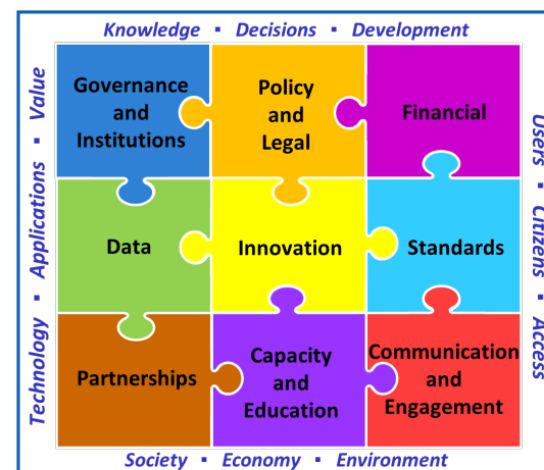 Knowledge ▪ Decisions ▪ Development
Technology ▪ Applications ▪ Value
Governance
and
Institutions
Policy
and
Legal
Financial
Data
Innovation
Standards
Partnerships
Capacity
and
Education
Communication
and
Engagement
Users ▪ Citizens ▪ Access
Society ▪ Economy ▪ Environment